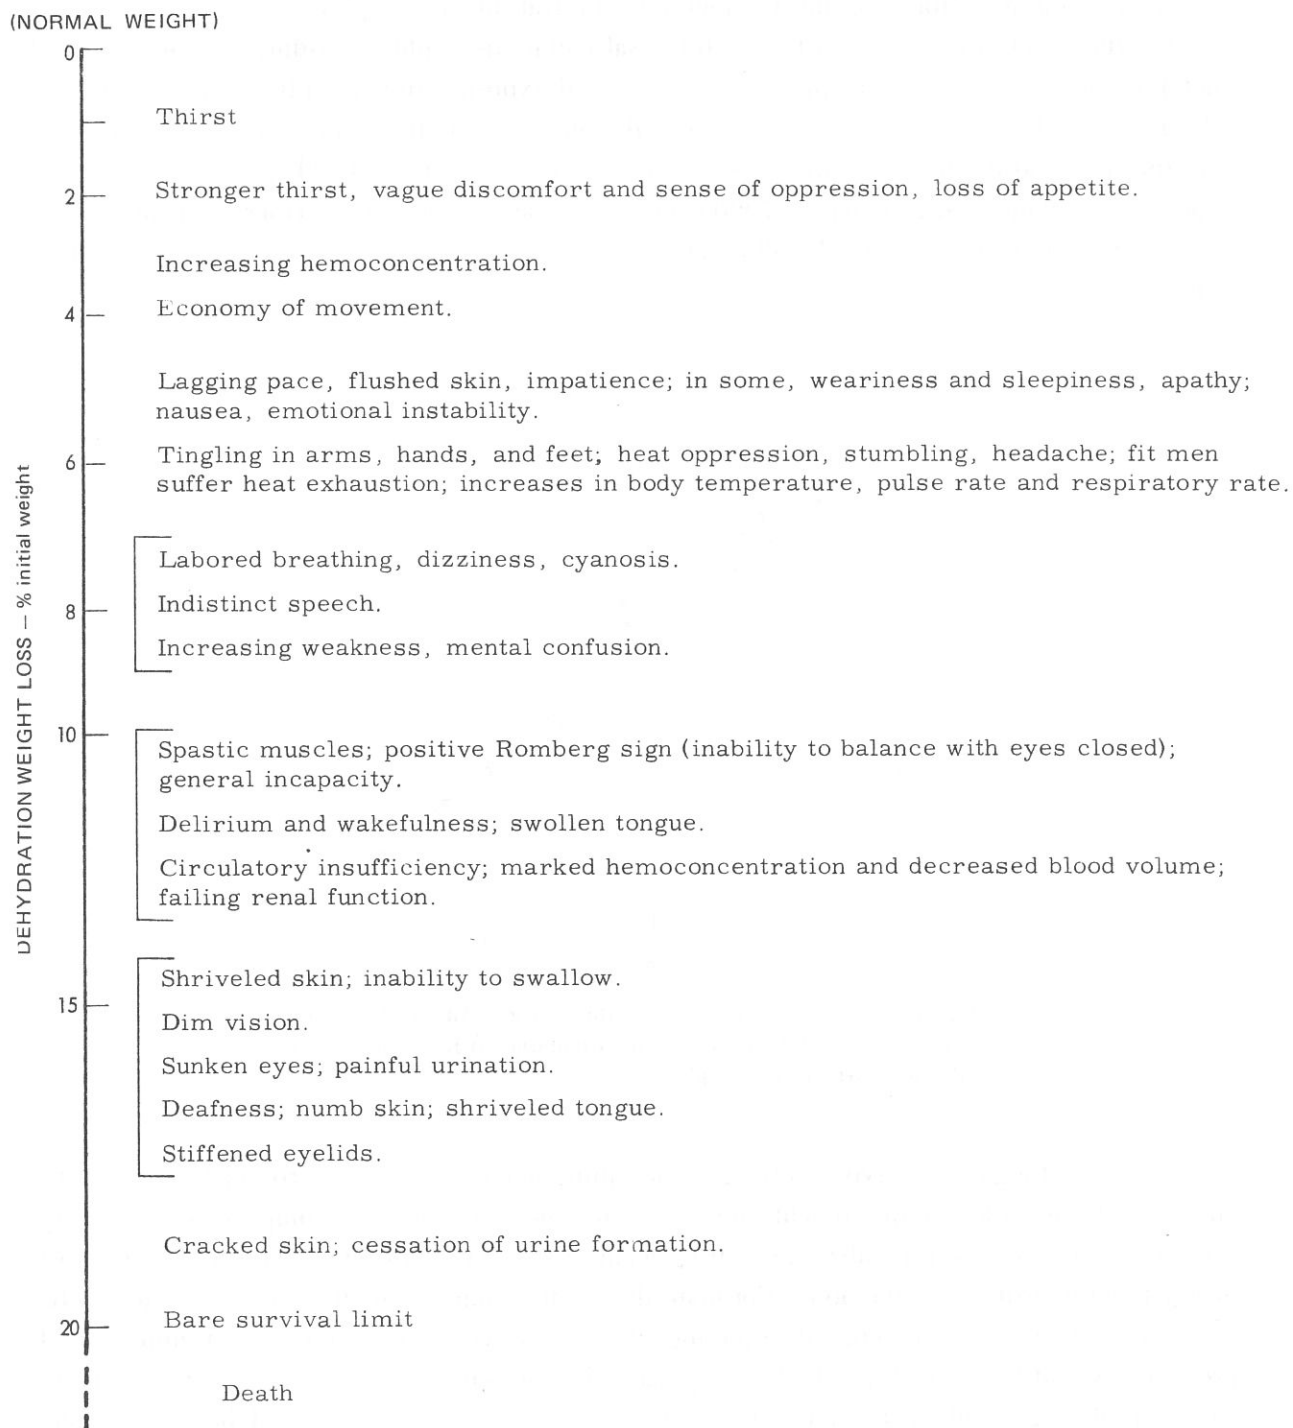 (NORMAL WEIGHT)
0
Thirst
2
Stronger thirst, vague discomfort and sense of oppression, loss of appetite.
Increasing hemoconcentration.
4
Economy of movement.
Lagging pace, flushed skin, impatience; in some, weariness and sleepiness, apathy;
nausea, emotional instability.
6
Tingling in arms, hands, and feet; heat oppression, stumbling, headache; fit men
suffer heat exhaustion; increases in body temperature, pulse rate and respiratory rate.
DEHYDRATION WEIGHT LOSS – % initial weight
Labored breathing, dizziness, cyanosis.
8
Indistinct speech.
Increasing weakness, mental confusion.
10
Spastic muscles; positive Romberg sign (inability to balance with eyes closed);
general incapacity.
Delirium and wakefulness; swollen tongue.
Circulatory insufficiency; marked hemoconcentration and decreased blood volume;
failing renal function.
Shriveled skin; inability to swallow.
15
Dim vision.
Sunken eyes; painful urination.
Deafness; numb skin; shriveled tongue.
Stiffened eyelids.
Cracked skin; cessation of urine formation.
20
Bare survival limit
Death